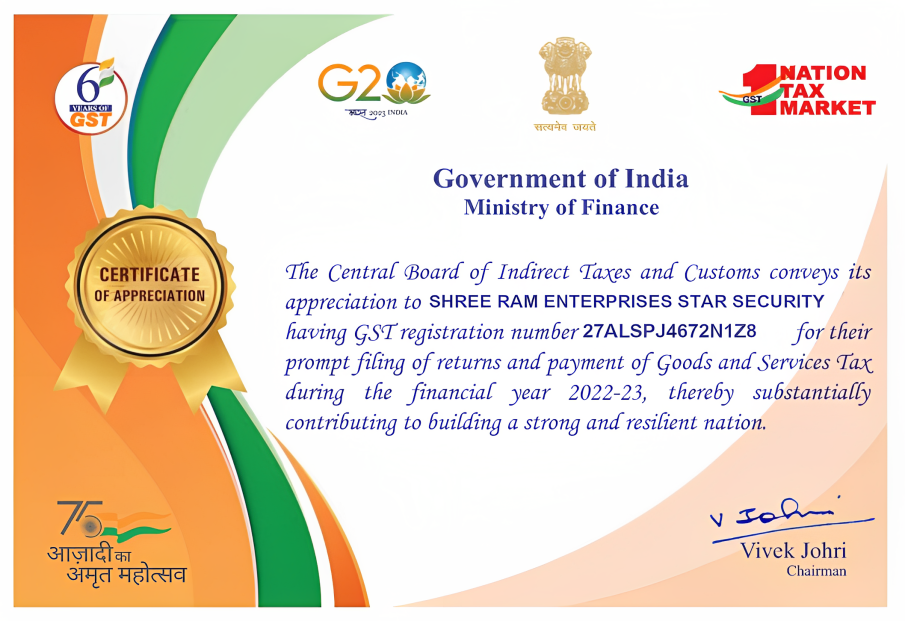 6
YEARS OF
GST
G20
2023 INDIA
सत्यमेव जयते
1 NATION
TAX
MARKET
GST
Government of India
Ministry of Finance
CERTIFICATE
OF APPRECIATION
The Central Board of Indirect Taxes and Customs conveys its
appreciation to SHREE RAM ENTERPRISES STAR SECURITY
having GST registration number 27ALSPJ4672N1Z8 for their
prompt filing of returns and payment of Goods and Services Tax
during the financial year 2022-23, thereby substantially
contributing to building a strong and resilient nation.
75
आज़ादी का
अमृत महोत्सव
V Johri
Vivek Johri
Chairman